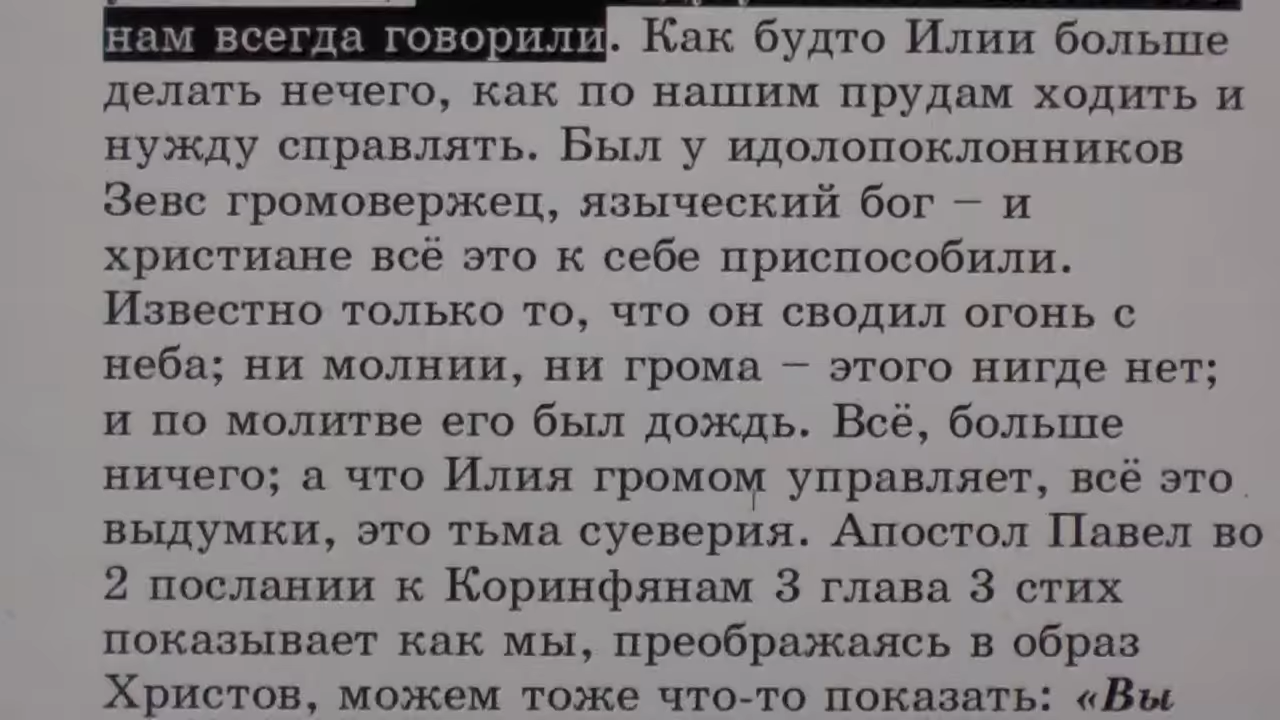 нам всегда говорили. Как будто Илии больше
делать нечего, как по нашим прудам ходить и
нужду справлять. Был у идолопоклонников
Зевс громовержец, языческий бог – и
христиане всё это к себе приспособили.
Известно только то, что он сводил огонь с
неба; ни молнии, ни грома – этого нигде нет;
и по молитве его был дождь. Всё, больше
ничего; а что Илия громом управляет, всё это
выдумки, это тьма суеверия. Апостол Павел во
2 послании к Коринфянам 3 глава 3 стих
показывает как мы, преображаясь в образ
Христов, можем тоже что-то показать: «Вы